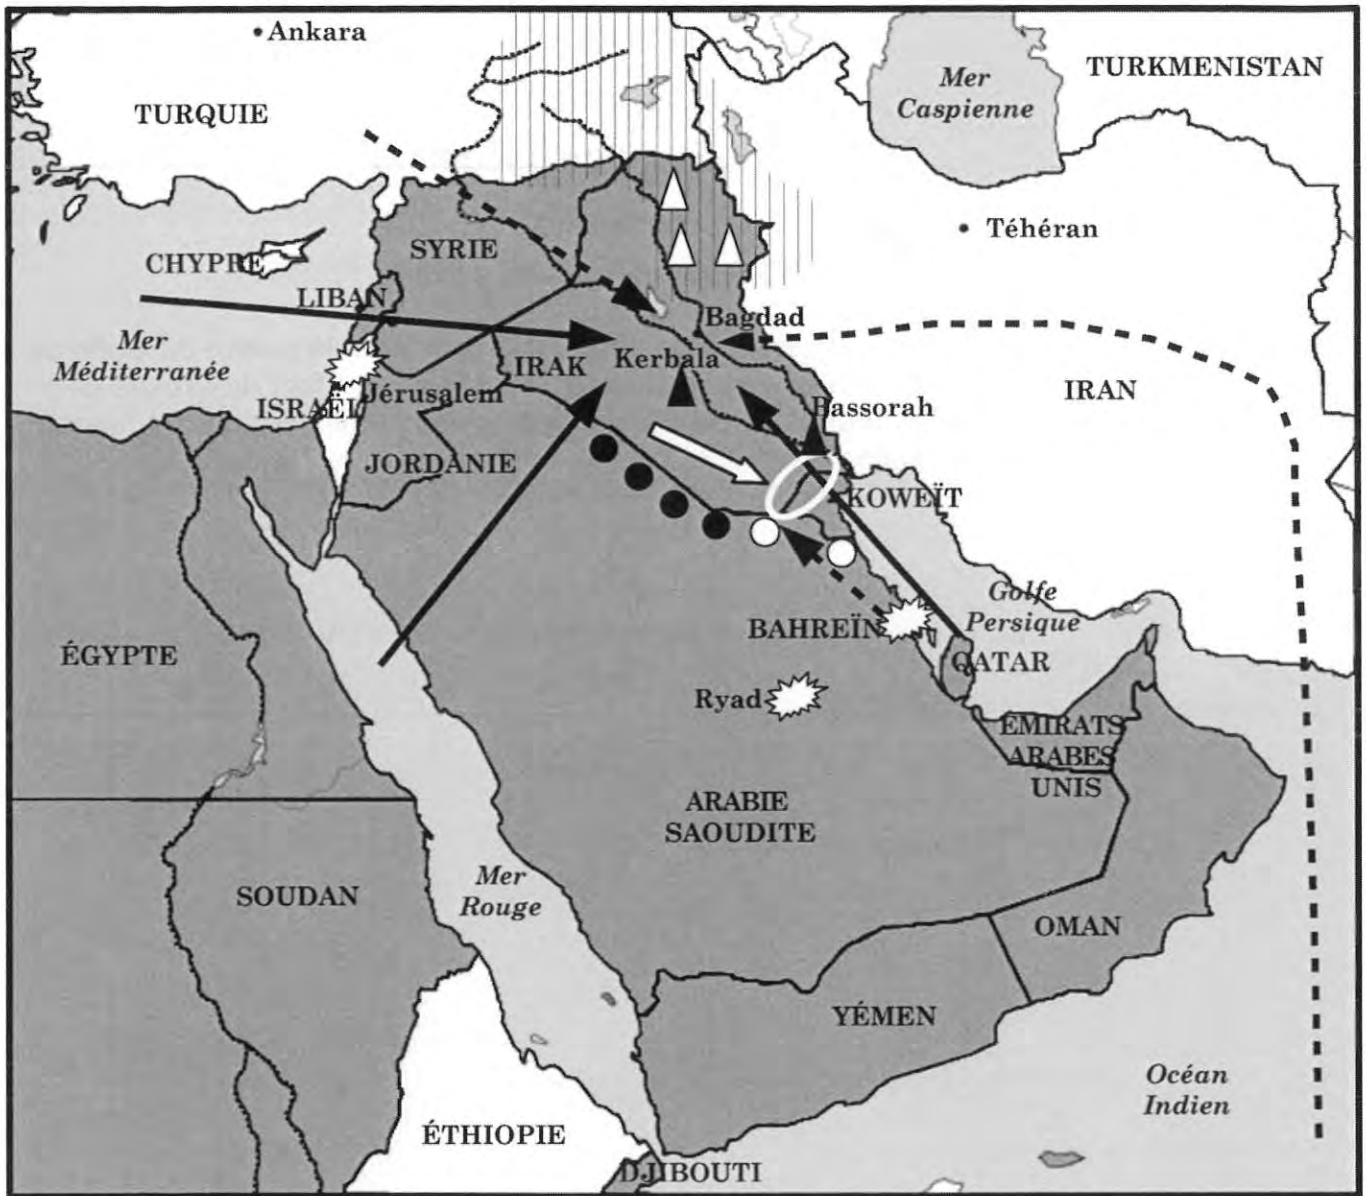 Ankara
TURKMENISTAN
Mer
Caspienne
TURQUIE
Téhéran
SYRIE
CHYPRE
LIBAN
Bagdad
Mer
Méditerranée
IRAK
Kerbala
IRAN
Jérusalem
ISRAËL
Bassorah
JORDANIE
KOWEÏT
Golfe
Persique
BAHREÏN
ÉGYPTE
QATAR
Ryad
ÉMIRATS
ARABES
UNIS
ARABIE
SAOUDITE
Mer
Rouge
SOUDAN
OMAN
YÉMEN
Océan
Indien
ÉTHIOPIE
DJIBOUTI